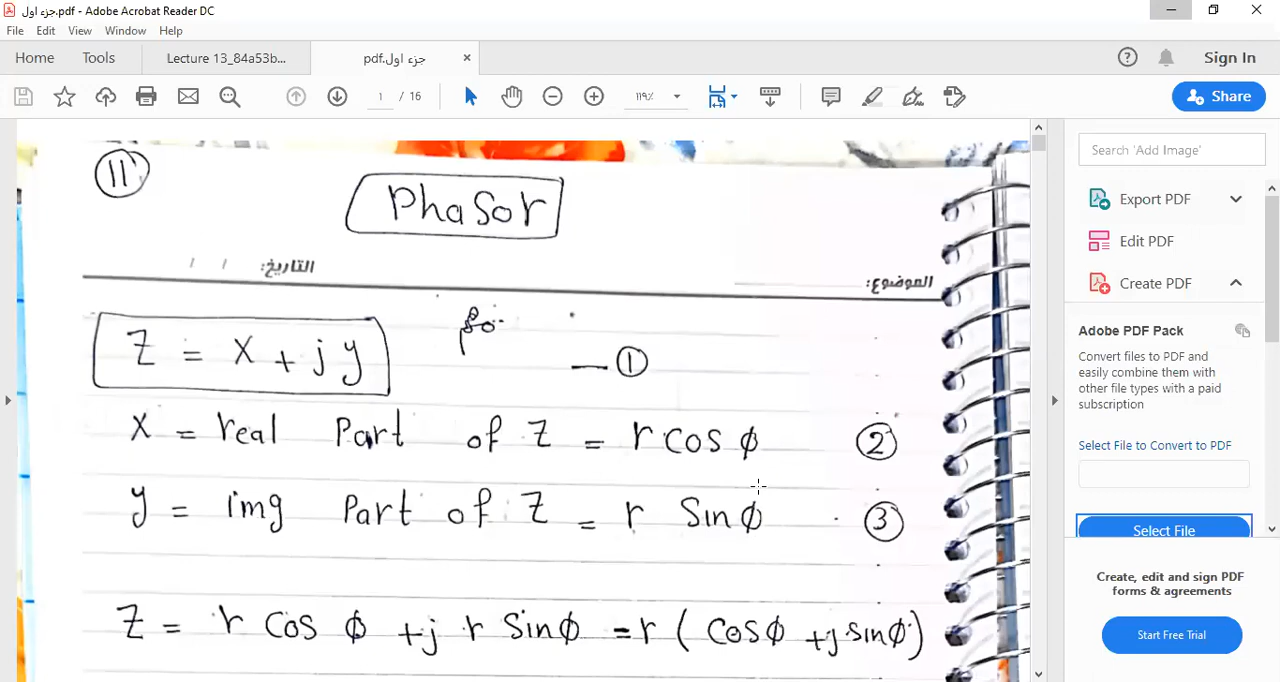 جزء اول.pdf - Adobe Acrobat Reader DC
File Edit View Window Help
Home Tools Lecture 13_84a53b... جزء اول.pdf ×
1 / 16 119% Share
? Sign In
11
Phasor
التاريخ: / /
الموضوع:
Z = X + j y
— 1
X = real Part of Z = r cos φ 2
y = img Part of Z = r Sin φ 3
Z = r Cos φ +j r Sinφ = r ( Cosφ +j sinφ )
Search 'Add Image'
Export PDF
Edit PDF
Create PDF
Adobe PDF Pack
Convert files to PDF and
easily combine them with
other file types with a paid
subscription
Select File to Convert to PDF
Select File
Create, edit and sign PDF
forms & agreements
Start Free Trial